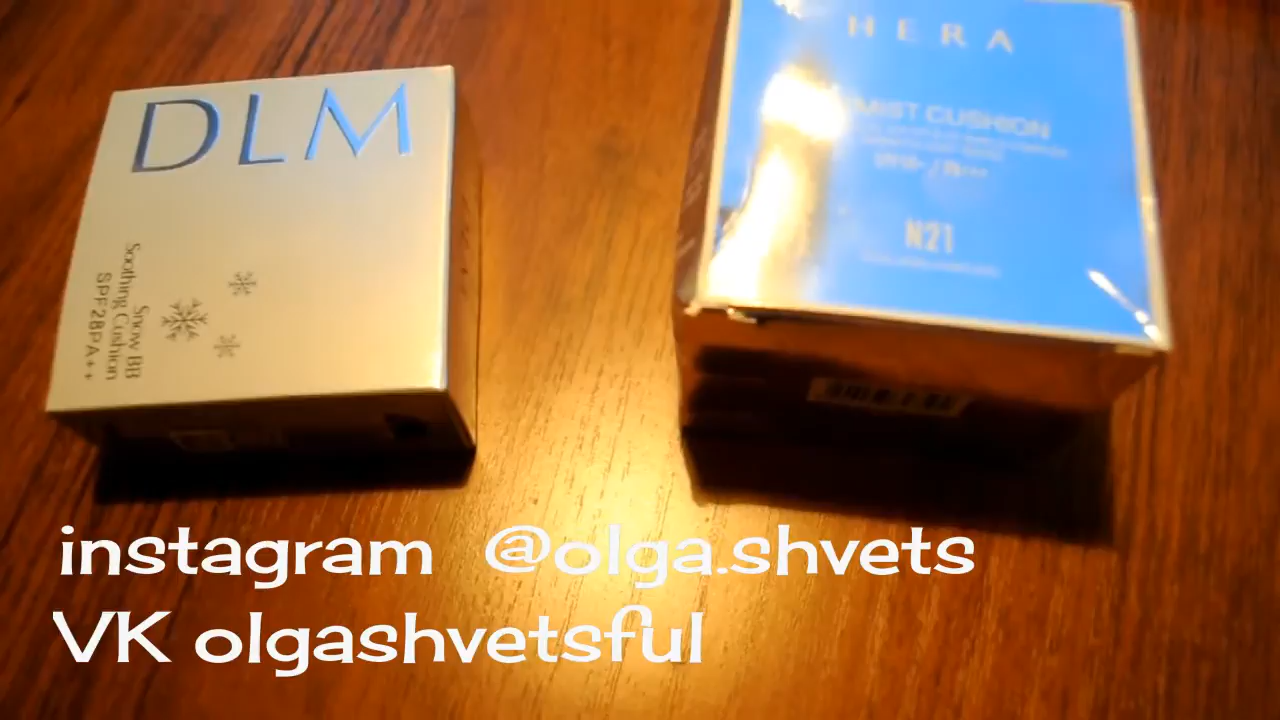 DLM
Snow BB
Soothing Cushion
SPF28PA++
HERA
MIST CUSHION
N21
instagram @olga.shvets
VK olgashvetsful